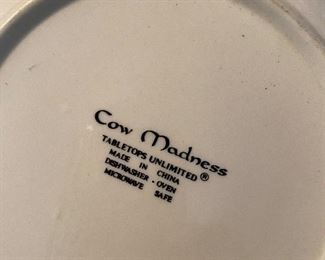 Cow Madness
TABLETOPS UNLIMITED®
MADE IN
CHINA
DISHWASHER - OVEN
MICROWAVE SAFE